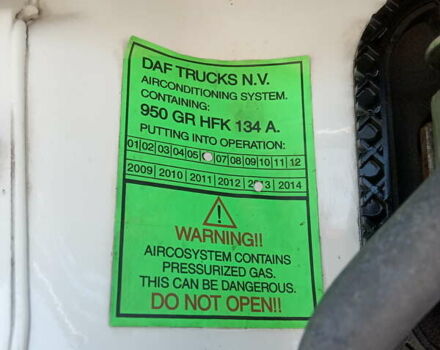 DAF TRUCKS N.V.
AIRCONDITIONING SYSTEM.
CONTAINING:
950 GR HFK 134 A.
PUTTING INTO OPERATION:
01 02 03 04 05 07 08 09 10 11 12
2009 2010 2011 2012 2013 2014
WARNING!!
AIRCOSYSTEM CONTAINS
PRESSURIZED GAS.
THIS CAN BE DANGEROUS.
DO NOT OPEN!!